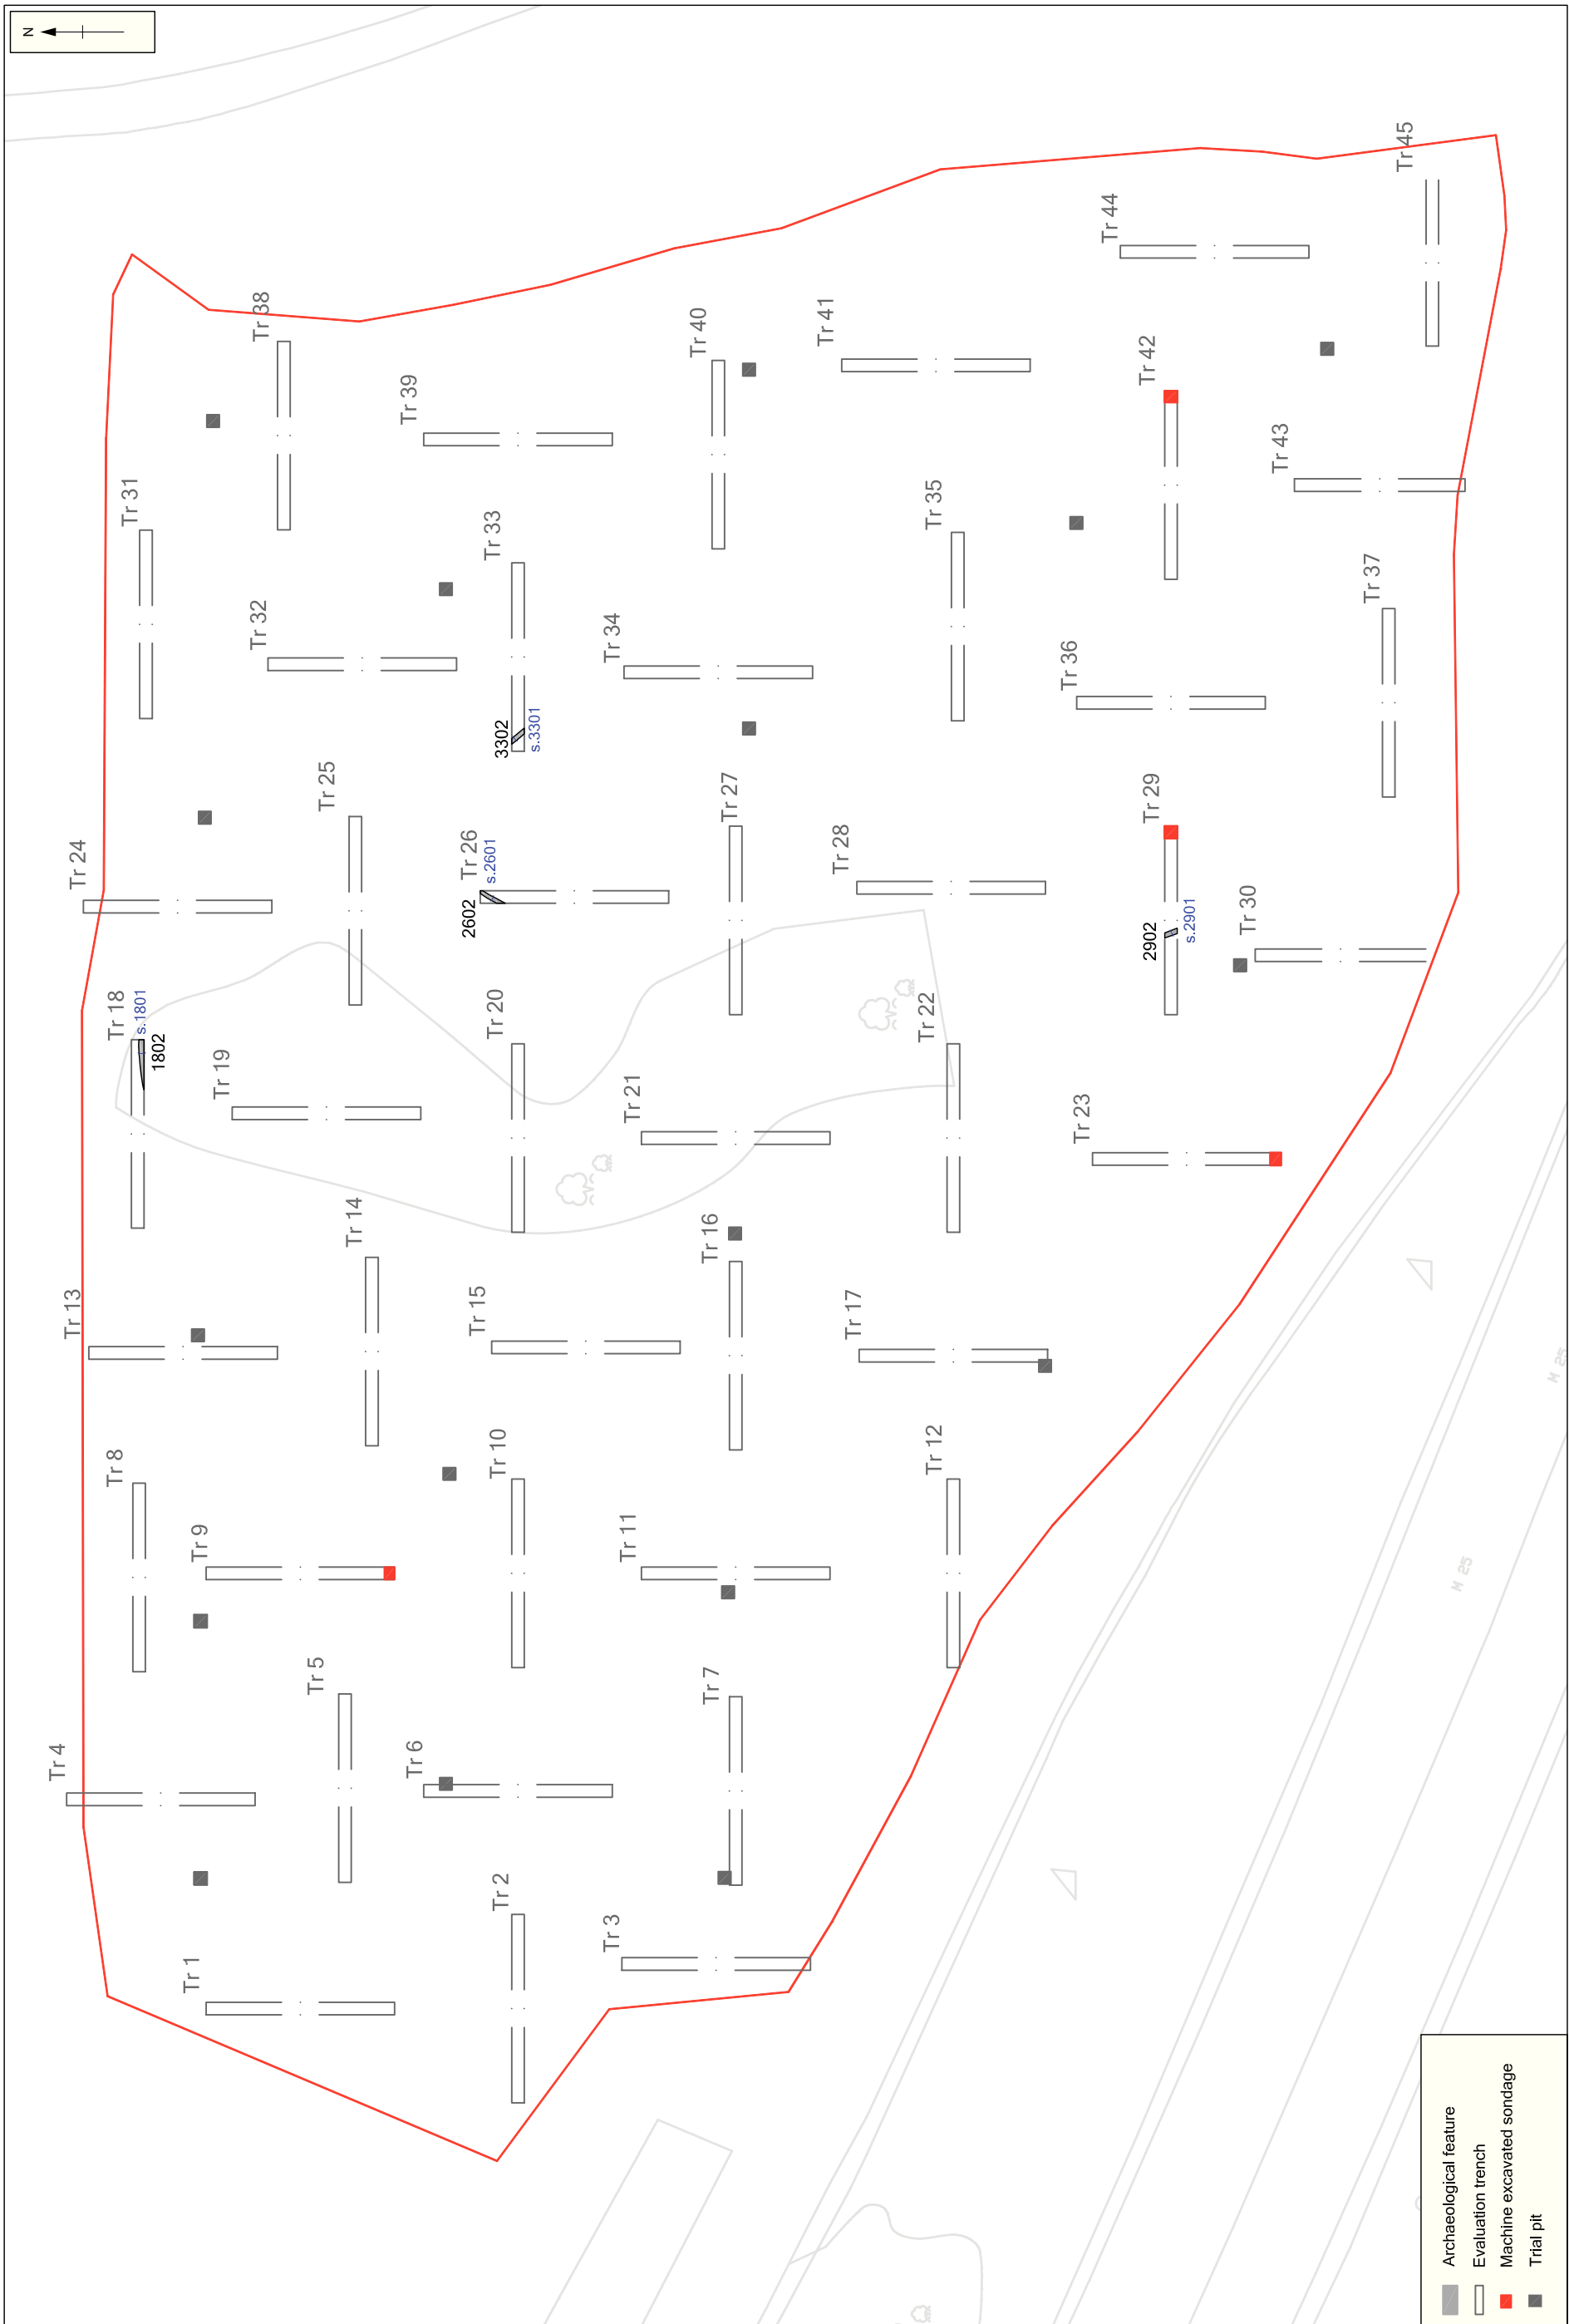 N
Tr 1
Tr 2
Tr 3
Tr 4
Tr 5
Tr 6
Tr 7
Tr 8
Tr 9
Tr 10
Tr 11
Tr 12
Tr 13
Tr 14
Tr 15
Tr 16
Tr 17
Tr 18
s.1801
1802
Tr 19
Tr 20
Tr 21
Tr 22
Tr 23
Tr 24
Tr 25
Tr 26
s.2601
2602
Tr 27
Tr 28
Tr 29
2902
s.2901
Tr 30
Tr 31
Tr 32
Tr 33
3302
s.3301
Tr 34
Tr 35
Tr 36
Tr 37
Tr 38
Tr 39
Tr 40
Tr 41
Tr 42
Tr 43
Tr 44
Tr 45
M 25
M 25
Archaeological feature
Evaluation trench
Machine excavated sondage
Trial pit